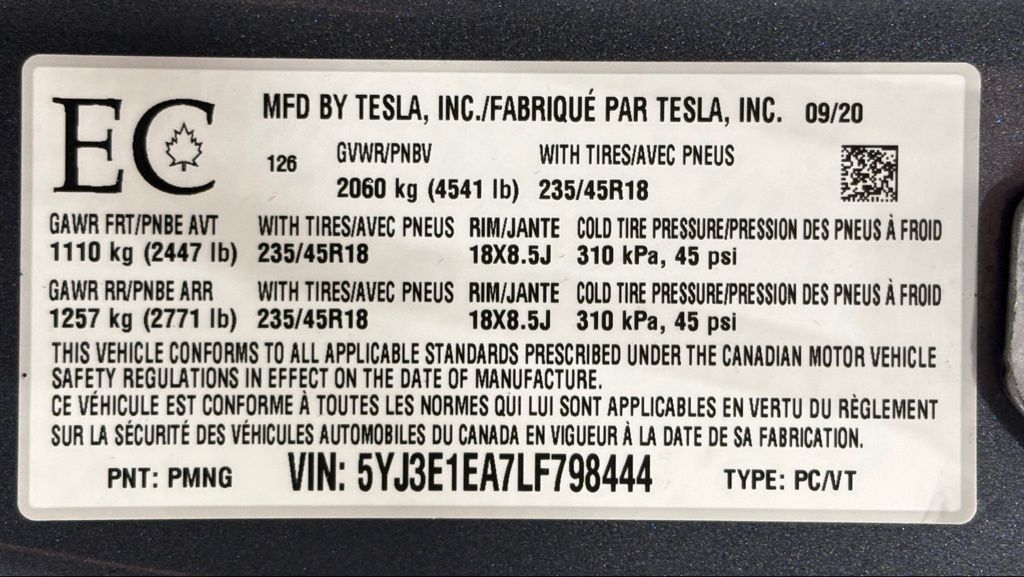 EC
MFD BY TESLA, INC./FABRIQUÉ PAR TESLA, INC. 09/20
126 GVWR/PNBV WITH TIRES/AVEC PNEUS
2060 kg (4541 lb) 235/45R18
GAWR FRT/PNBE AVT WITH TIRES/AVEC PNEUS RIM/JANTE COLD TIRE PRESSURE/PRESSION DES PNEUS À FROID
1110 kg (2447 lb) 235/45R18 18X8.5J 310 kPa, 45 psi
GAWR RR/PNBE ARR WITH TIRES/AVEC PNEUS RIM/JANTE COLD TIRE PRESSURE/PRESSION DES PNEUS À FROID
1257 kg (2771 lb) 235/45R18 18X8.5J 310 kPa, 45 psi
THIS VEHICLE CONFORMS TO ALL APPLICABLE STANDARDS PRESCRIBED UNDER THE CANADIAN MOTOR VEHICLE
SAFETY REGULATIONS IN EFFECT ON THE DATE OF MANUFACTURE.
CE VÉHICULE EST CONFORME À TOUTES LES NORMES QUI LUI SONT APPLICABLES EN VERTU DU RÈGLEMENT
SUR LA SÉCURITÉ DES VÉHICULES AUTOMOBILES DU CANADA EN VIGUEUR À LA DATE DE SA FABRICATION.
PNT: PMNG VIN: 5YJ3E1EA7LF798444 TYPE: PC/VT